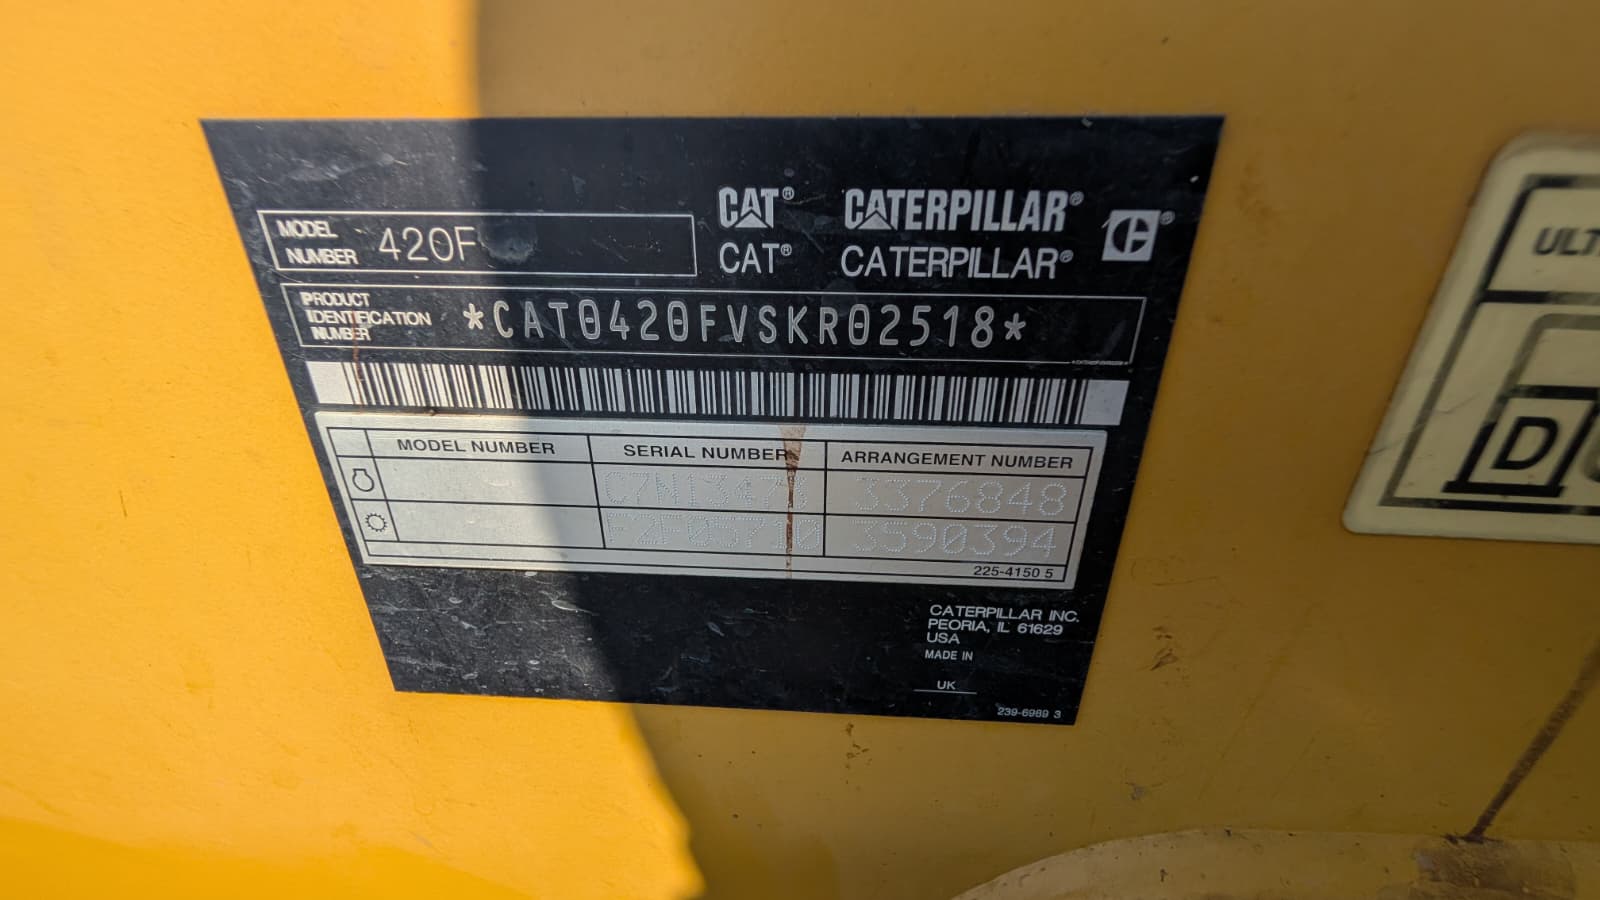 MODEL NUMBER 420F
CAT® CATERPILLAR® ®
CAT® CATERPILLAR®
PRODUCT IDENTIFICATION NUMBER *CAT0420FVSKR02518*
MODEL NUMBER SERIAL NUMBER ARRANGEMENT NUMBER
3376848
3590394
225-4150 5
CATERPILLAR INC.
PEORIA, IL 61629
USA
MADE IN
UK
239-6989 3
ULT
D